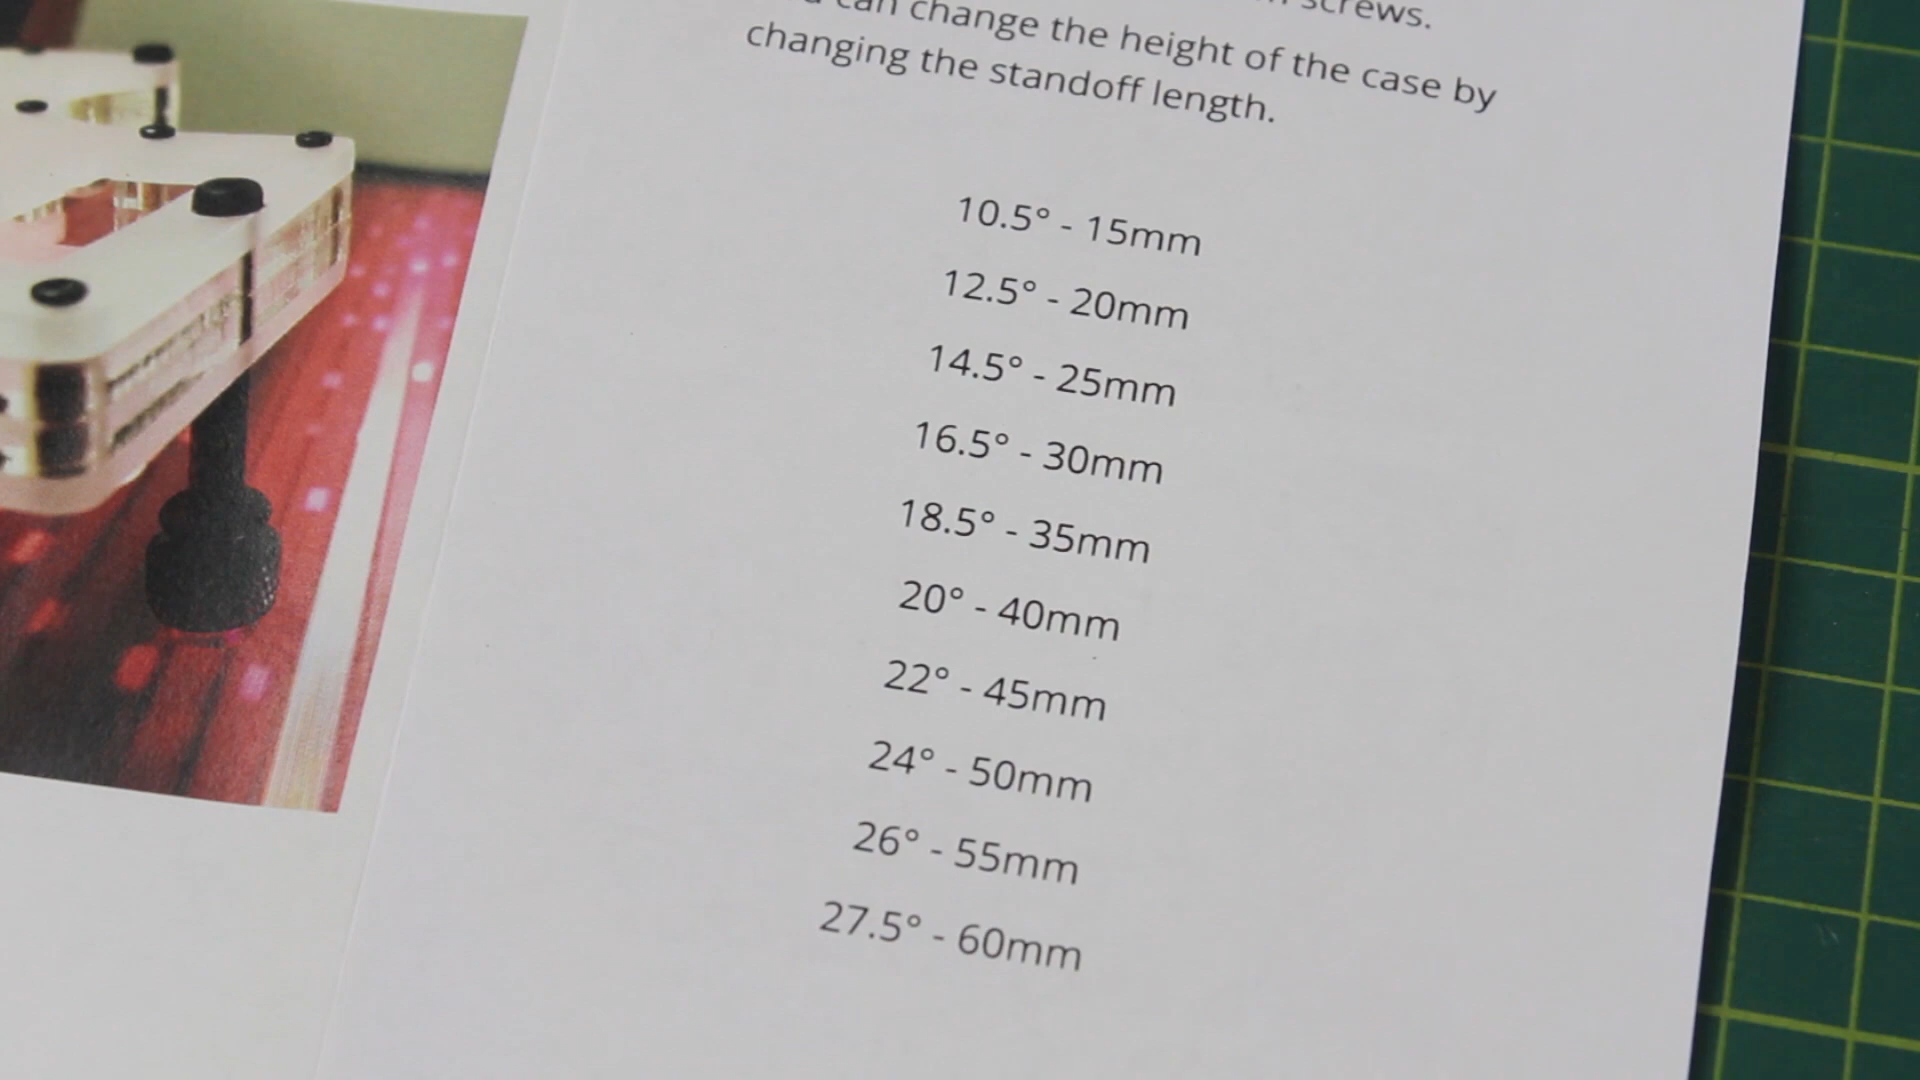 screws.
can change the height of the case by
changing the standoff length.
10.5° - 15mm
12.5° - 20mm
14.5° - 25mm
16.5° - 30mm
18.5° - 35mm
20° - 40mm
22° - 45mm
24° - 50mm
26° - 55mm
27.5° - 60mm